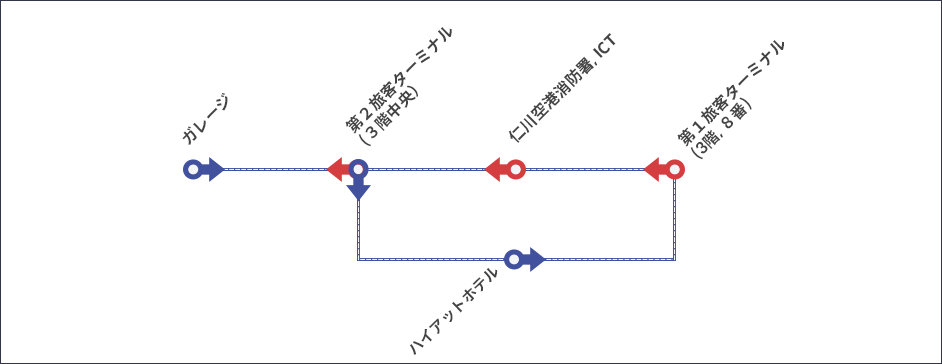 ガレージ
第２旅客ターミナル
(３階中央)
仁川空港消防署, ICT
第１旅客ターミナル
(3階, ８番)
ハイアットホテル